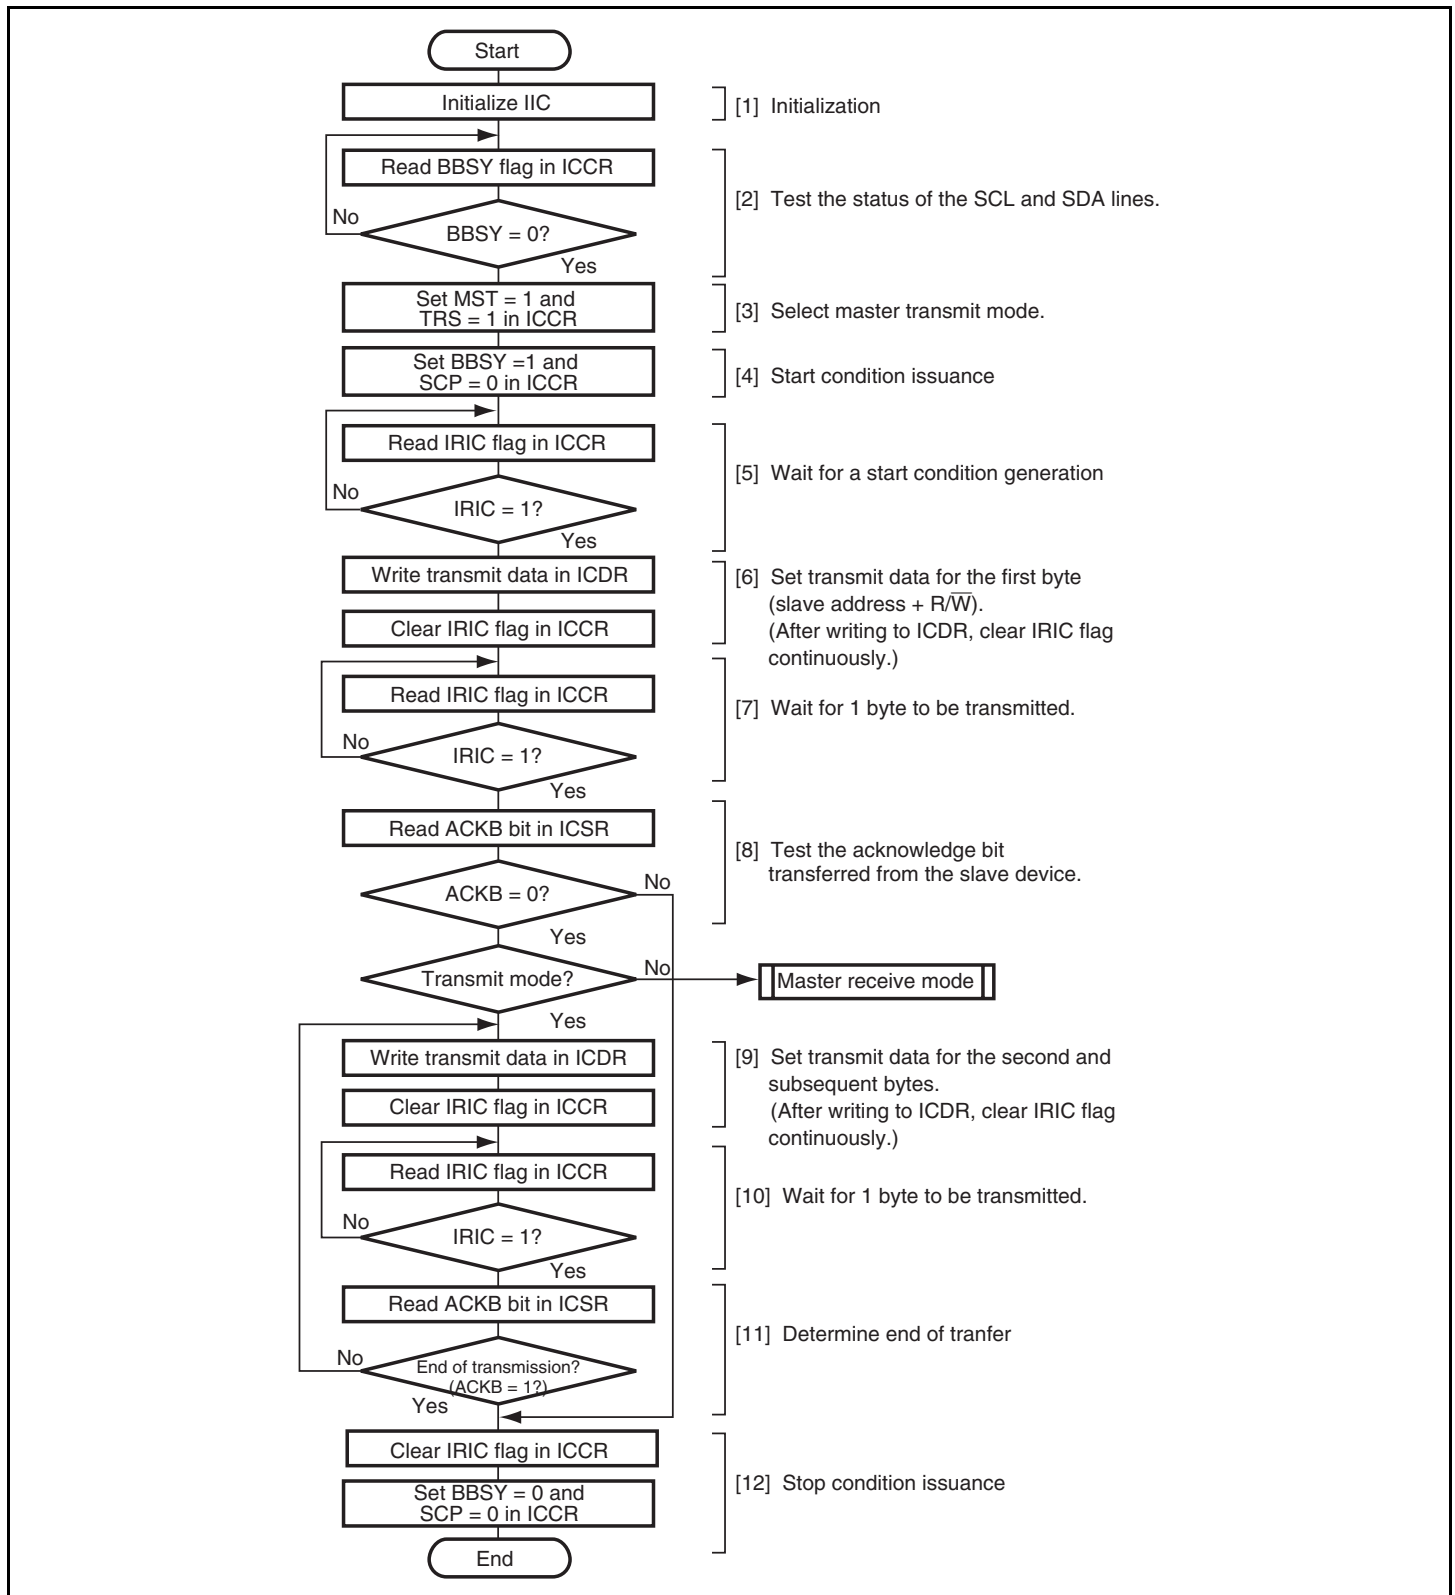 Start
Initialize IIC
[1] Initialization
Read BBSY flag in ICCR
[2] Test the status of the SCL and SDA lines.
No
BBSY = 0?
Yes
Set MST = 1 and
TRS = 1 in ICCR
[3] Select master transmit mode.
Set BBSY =1 and
SCP = 0 in ICCR
[4] Start condition issuance
Read IRIC flag in ICCR
[5] Wait for a start condition generation
No
IRIC = 1?
Yes
Write transmit data in ICDR
Clear IRIC flag in ICCR
[6] Set transmit data for the first byte
(slave address + R/W̅).
(After writing to ICDR, clear IRIC flag
continuously.)
Read IRIC flag in ICCR
[7] Wait for 1 byte to be transmitted.
No
IRIC = 1?
Yes
Read ACKB bit in ICSR
[8] Test the acknowledge bit
transferred from the slave device.
ACKB = 0?
No
Yes
Transmit mode?
No
Master receive mode
Yes
Write transmit data in ICDR
Clear IRIC flag in ICCR
[9] Set transmit data for the second and
subsequent bytes.
(After writing to ICDR, clear IRIC flag
continuously.)
Read IRIC flag in ICCR
[10] Wait for 1 byte to be transmitted.
No
IRIC = 1?
Yes
Read ACKB bit in ICSR
[11] Determine end of tranfer
No
End of transmission?
(ACKB = 1?)
Yes
Clear IRIC flag in ICCR
[12] Stop condition issuance
Set BBSY = 0 and
SCP = 0 in ICCR
End